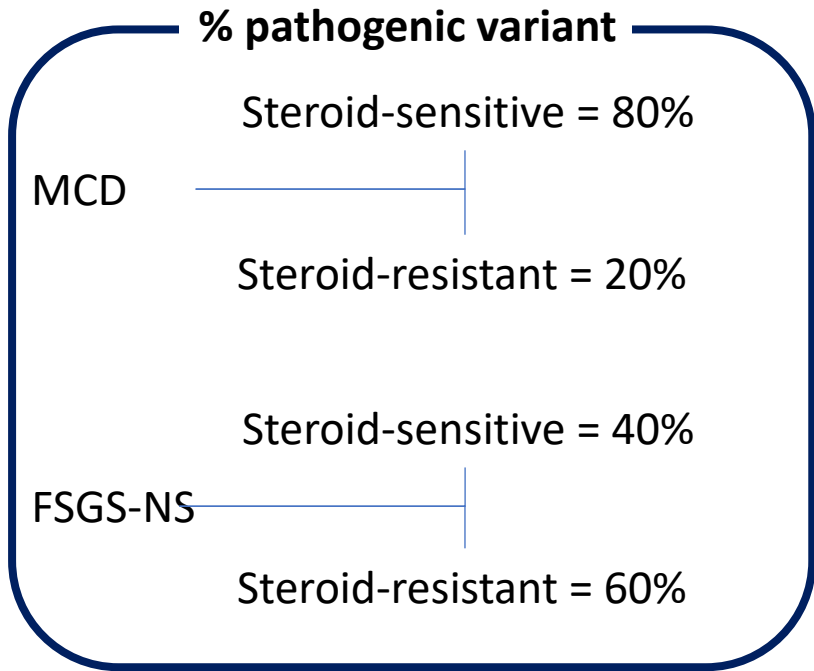 % pathogenic variant
Steroid-sensitive = 80%
MCD
Steroid-resistant = 20%
Steroid-sensitive = 40%
FSGS-NS
Steroid-resistant = 60%